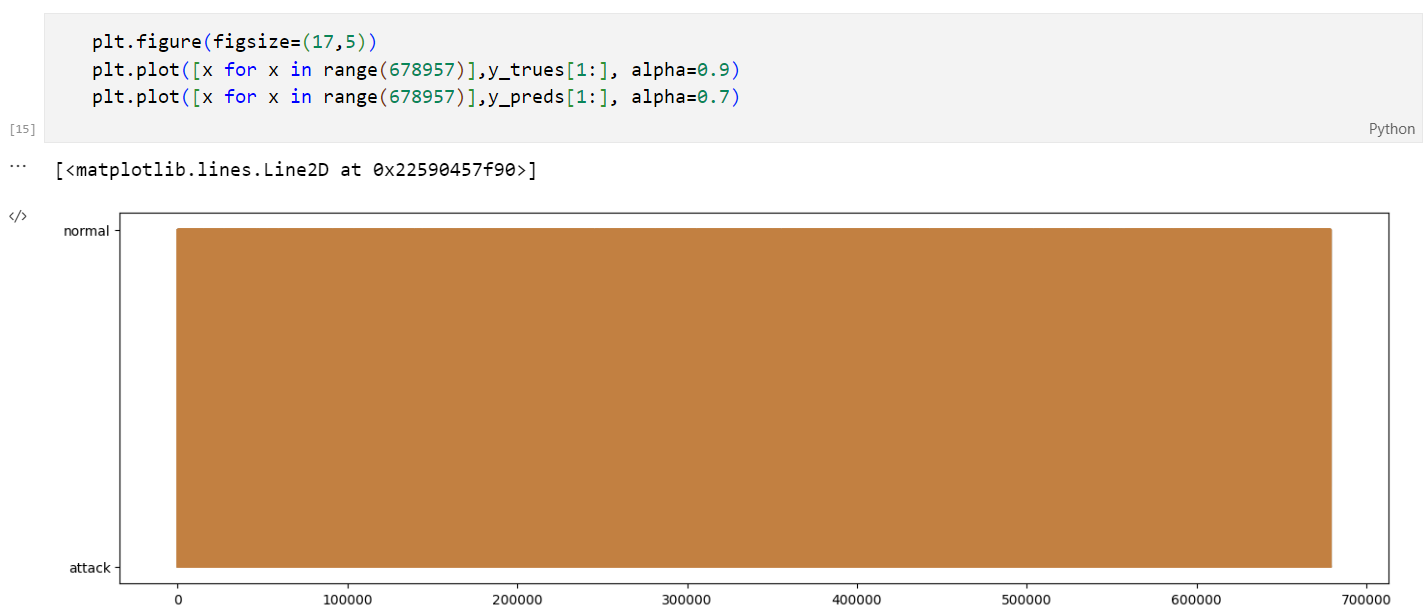 plt.figure(figsize=(17,5))
plt.plot([x for x in range(678957)],y_trues[1:], alpha=0.9)
plt.plot([x for x in range(678957)],y_preds[1:], alpha=0.7)
[15]
Python
...
[<matplotlib.lines.Line2D at 0x22590457f90>]
</>
normal
attack
0 100000 200000 300000 400000 500000 600000 700000